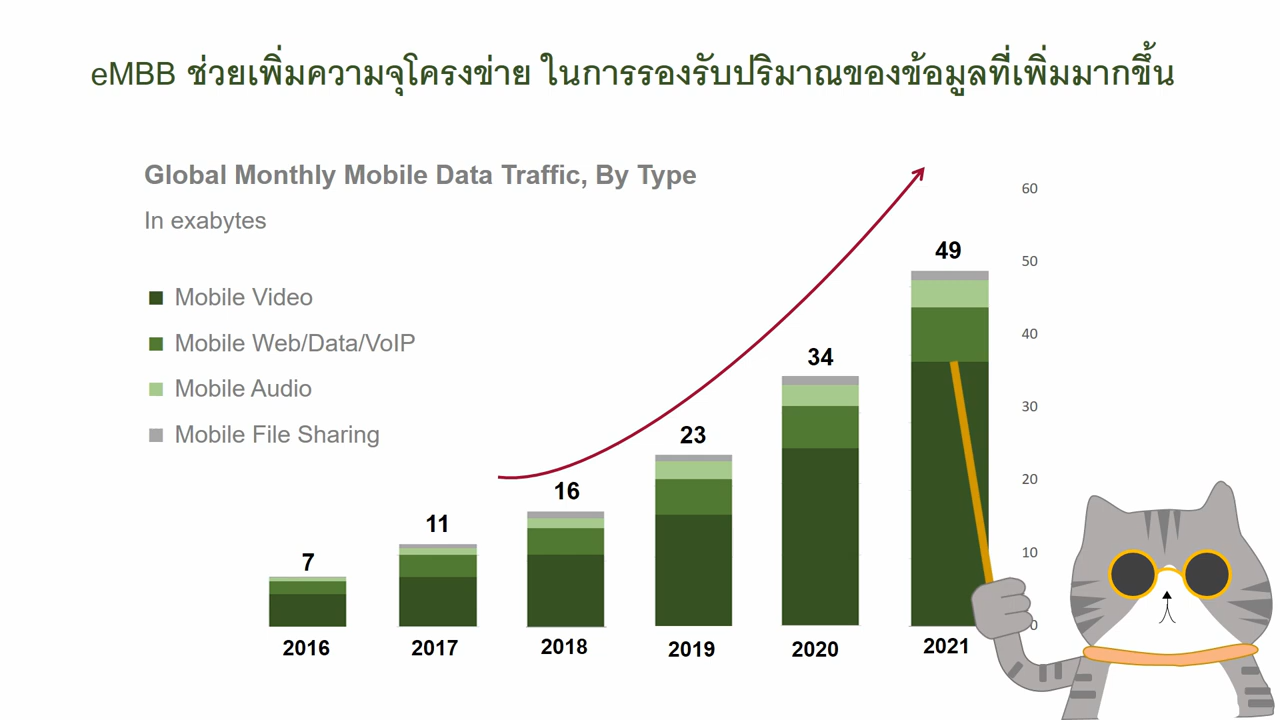 eMBB ช่วยเพิ่มความจุโครงข่าย ในการรองรับปริมาณของข้อมูลที่เพิ่มมากขึ้น
Global Monthly Mobile Data Traffic, By Type
In exabytes
Mobile Video
Mobile Web/Data/VoIP
Mobile Audio
Mobile File Sharing
7
11
16
23
34
49
60
50
40
30
20
10
0
2016
2017
2018
2019
2020
2021